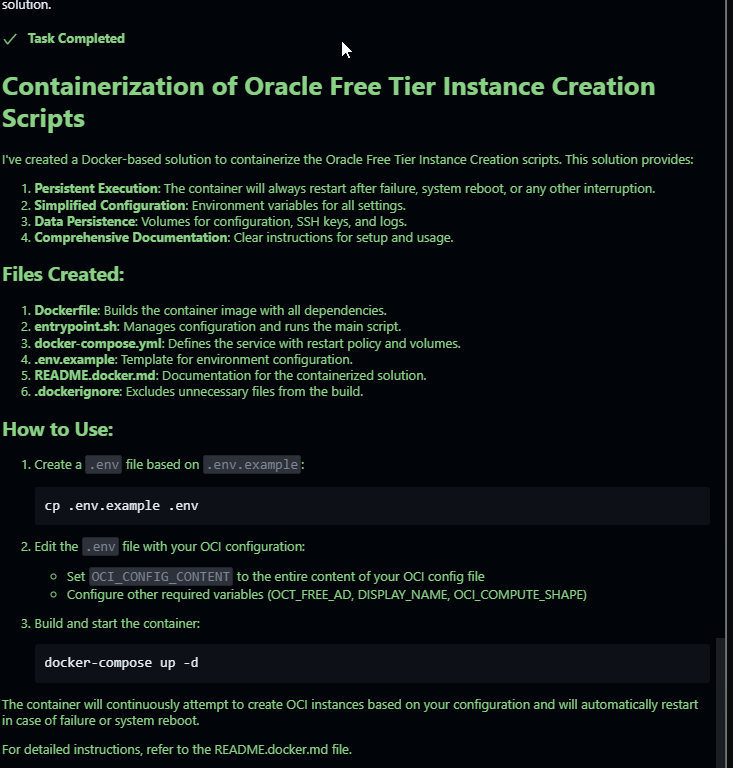 solution.
Task Completed
Containerization of Oracle Free Tier Instance Creation
Scripts
I've created a Docker-based solution to containerize the Oracle Free Tier Instance Creation scripts. This solution provides:
1. Persistent Execution: The container will always restart after failure, system reboot, or any other interruption.
2. Simplified Configuration: Environment variables for all settings.
3. Data Persistence: Volumes for configuration, SSH keys, and logs.
4. Comprehensive Documentation: Clear instructions for setup and usage.
Files Created:
1. Dockerfile: Builds the container image with all dependencies.
2. entrypoint.sh: Manages configuration and runs the main script.
3. docker-compose.yml: Defines the service with restart policy and volumes.
4. .env.example: Template for environment configuration.
5. README.docker.md: Documentation for the containerized solution.
6. .dockerignore: Excludes unnecessary files from the build.
How to Use:
1. Create a .env file based on .env.example:
cp .env.example .env
2. Edit the .env file with your OCI configuration:
Set OCI_CONFIG_CONTENT to the entire content of your OCI config file
Configure other required variables (OCT_FREE_AD, DISPLAY_NAME, OCI_COMPUTE_SHAPE)
3. Build and start the container:
docker-compose up -d
The container will continuously attempt to create OCI instances based on your configuration and will automatically restart
in case of failure or system reboot.
For detailed instructions, refer to the README.docker.md file.